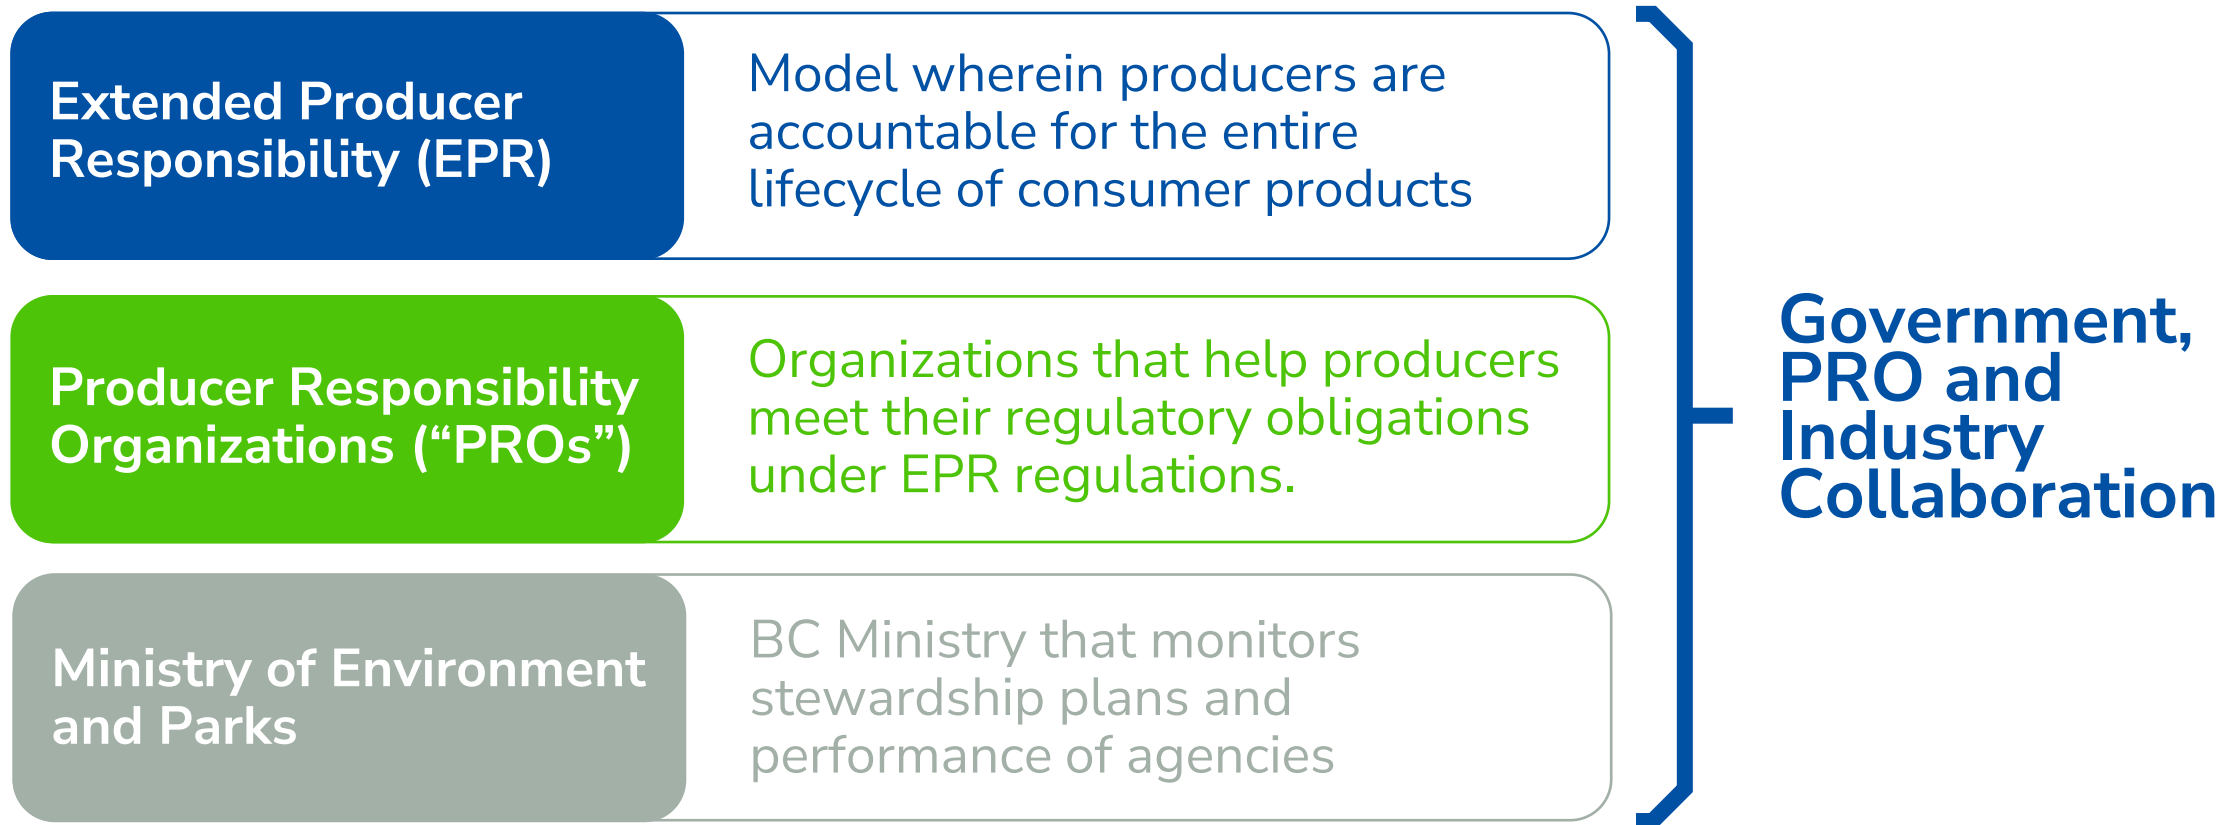 Extended Producer
Responsibility (EPR)
Model wherein producers are
accountable for the entire
lifecycle of consumer products
Producer Responsibility
Organizations (“PROs”)
Organizations that help producers
meet their regulatory obligations
under EPR regulations.
Ministry of Environment
and Parks
BC Ministry that monitors
stewardship plans and
performance of agencies
Government,
PRO and
Industry
Collaboration